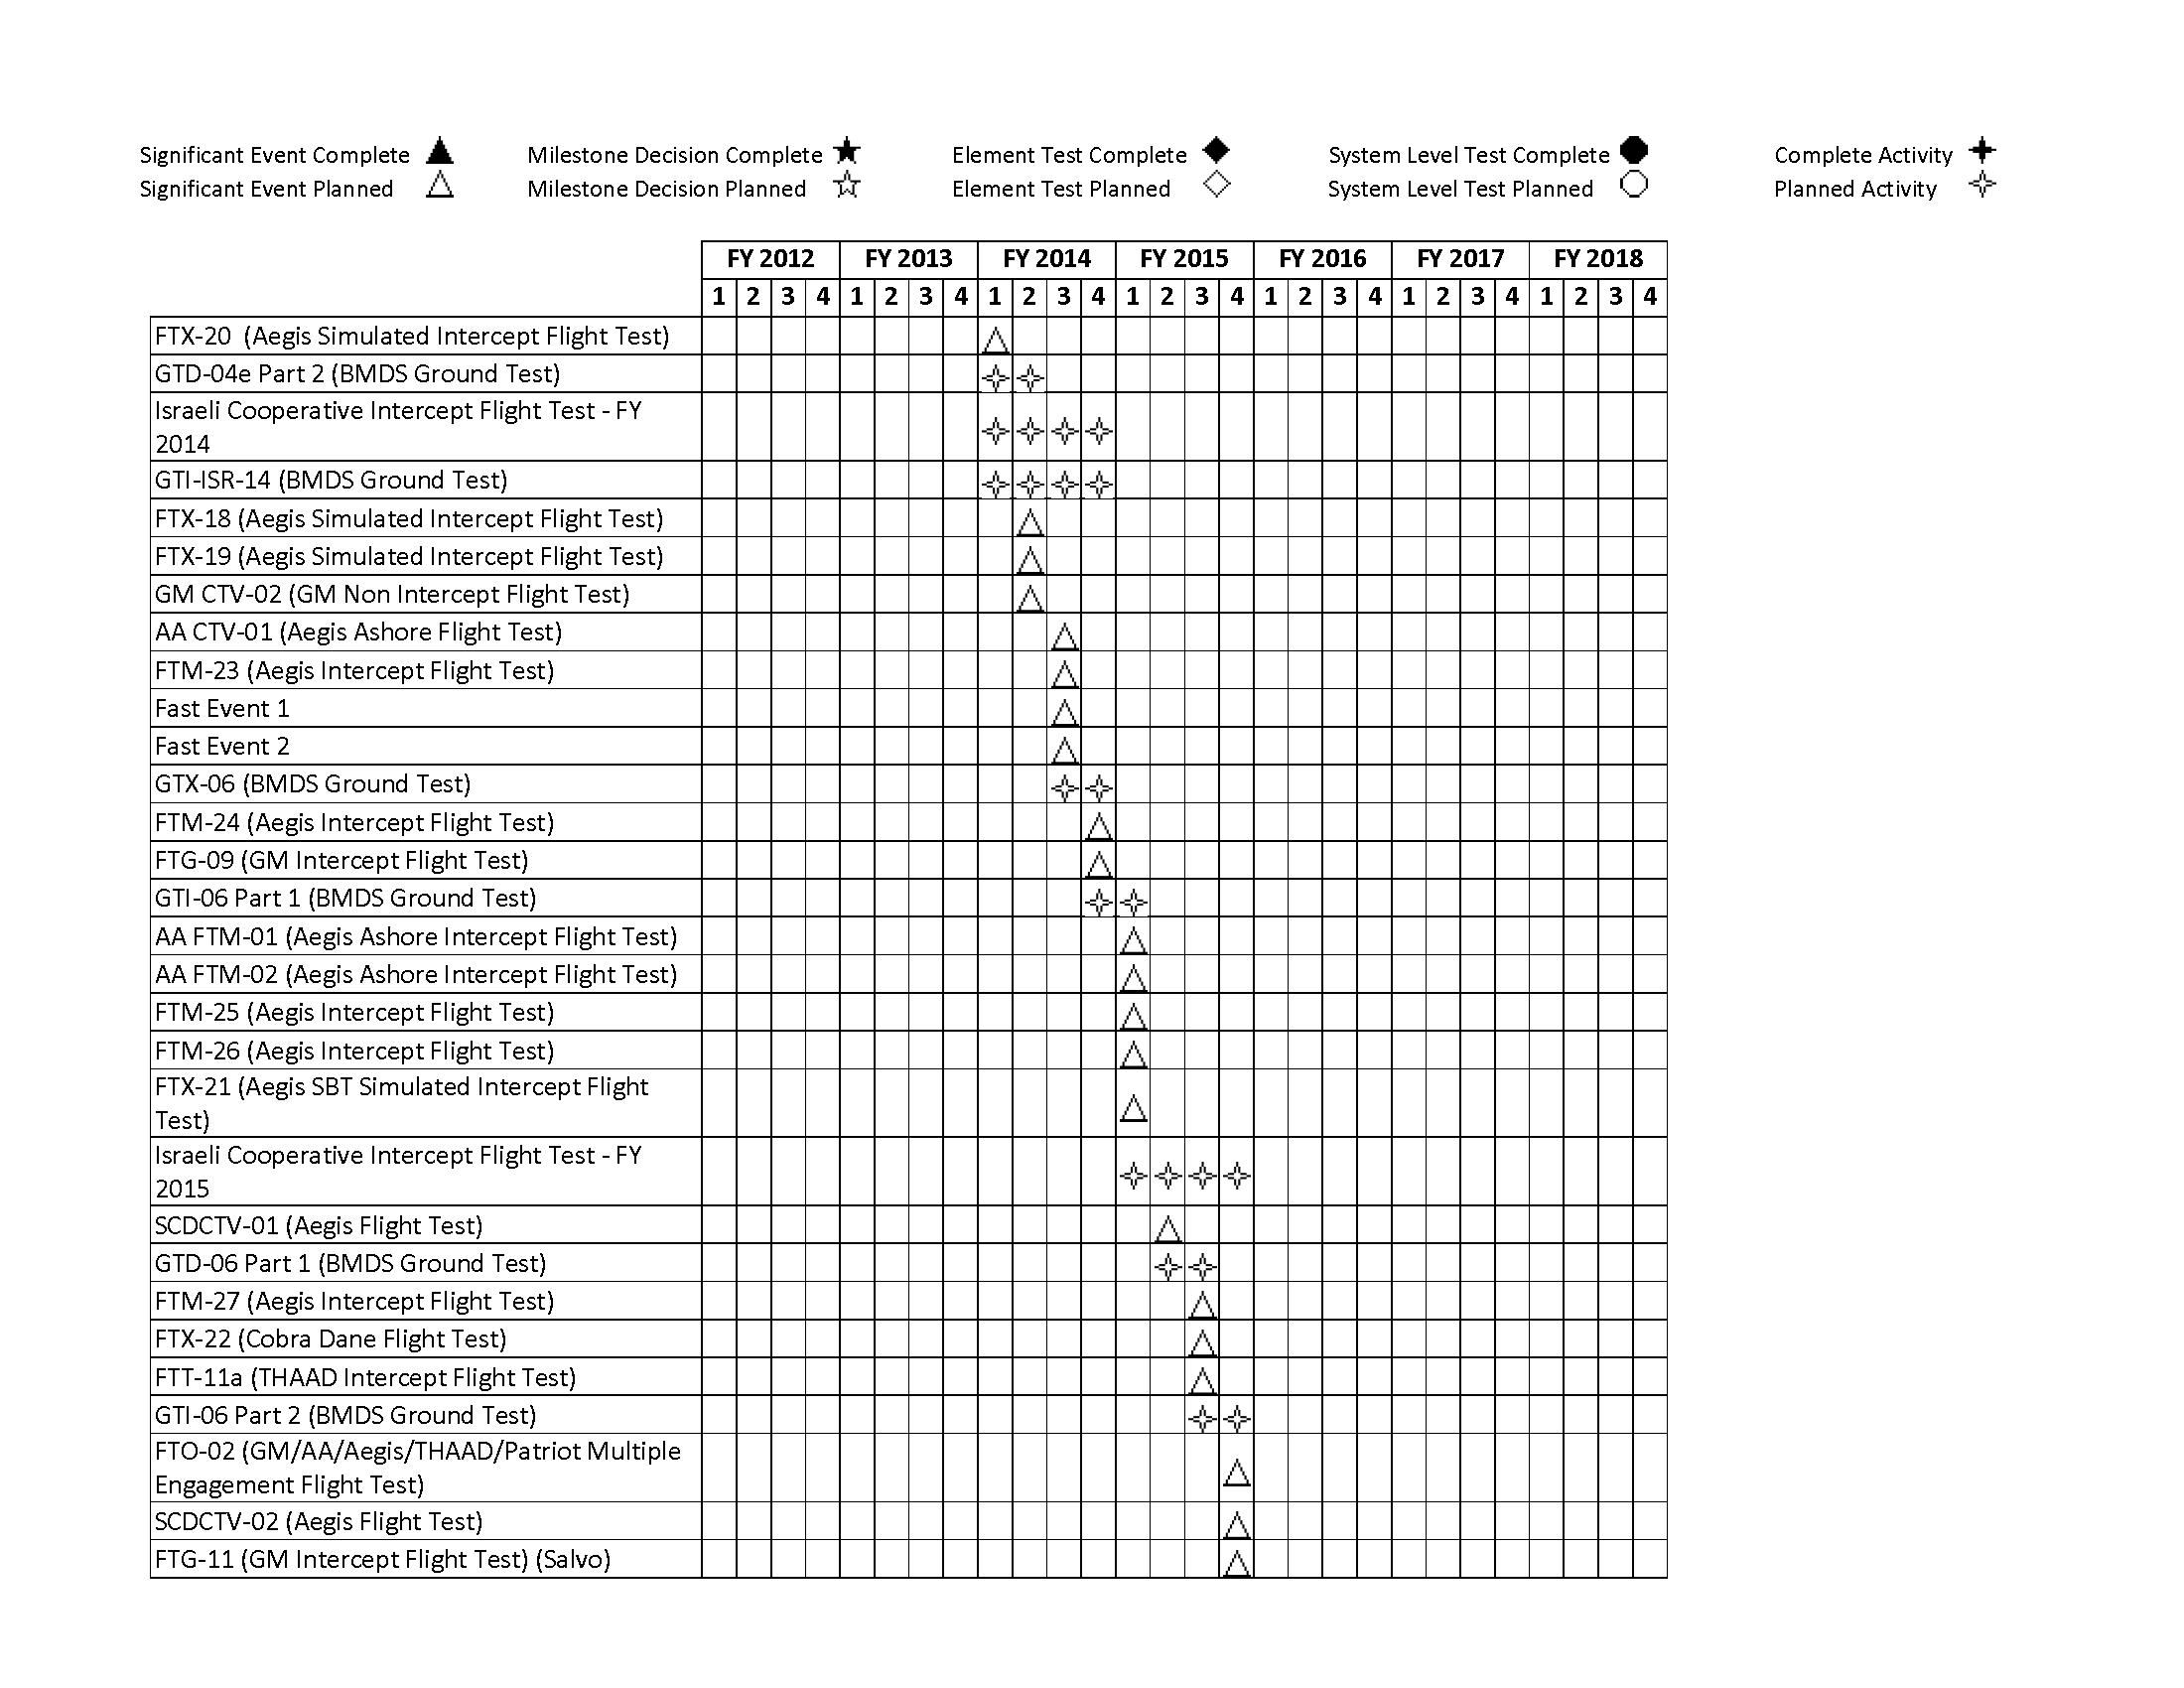 Significant Event Complete Milestone Decision Complete Element Test Complete System Level Test Complete Complete Activity
Significant Event Planned Milestone Decision Planned Element Test Planned System Level Test Planned Planned Activity
FY 2012 FY 2013 FY 2014 FY 2015 FY 2016 FY 2017 FY 2018
1 2 3 4 1 2 3 4 1 2 3 4 1 2 3 4 1 2 3 4 1 2 3 4 1 2 3 4
FTX-20 (Aegis Simulated Intercept Flight Test)
GTD-04e Part 2 (BMDS Ground Test)
Israeli Cooperative Intercept Flight Test - FY
2014
GTI-ISR-14 (BMDS Ground Test)
FTX-18 (Aegis Simulated Intercept Flight Test)
FTX-19 (Aegis Simulated Intercept Flight Test)
GM CTV-02 (GM Non Intercept Flight Test)
AA CTV-01 (Aegis Ashore Flight Test)
FTM-23 (Aegis Intercept Flight Test)
Fast Event 1
Fast Event 2
GTX-06 (BMDS Ground Test)
FTM-24 (Aegis Intercept Flight Test)
FTG-09 (GM Intercept Flight Test)
GTI-06 Part 1 (BMDS Ground Test)
AA FTM-01 (Aegis Ashore Intercept Flight Test)
AA FTM-02 (Aegis Ashore Intercept Flight Test)
FTM-25 (Aegis Intercept Flight Test)
FTM-26 (Aegis Intercept Flight Test)
FTX-21 (Aegis SBT Simulated Intercept Flight
Test)
Israeli Cooperative Intercept Flight Test - FY
2015
SCDCTV-01 (Aegis Flight Test)
GTD-06 Part 1 (BMDS Ground Test)
FTM-27 (Aegis Intercept Flight Test)
FTX-22 (Cobra Dane Flight Test)
FTT-11a (THAAD Intercept Flight Test)
GTI-06 Part 2 (BMDS Ground Test)
FTO-02 (GM/AA/Aegis/THAAD/Patriot Multiple
Engagement Flight Test)
SCDCTV-02 (Aegis Flight Test)
FTG-11 (GM Intercept Flight Test) (Salvo)